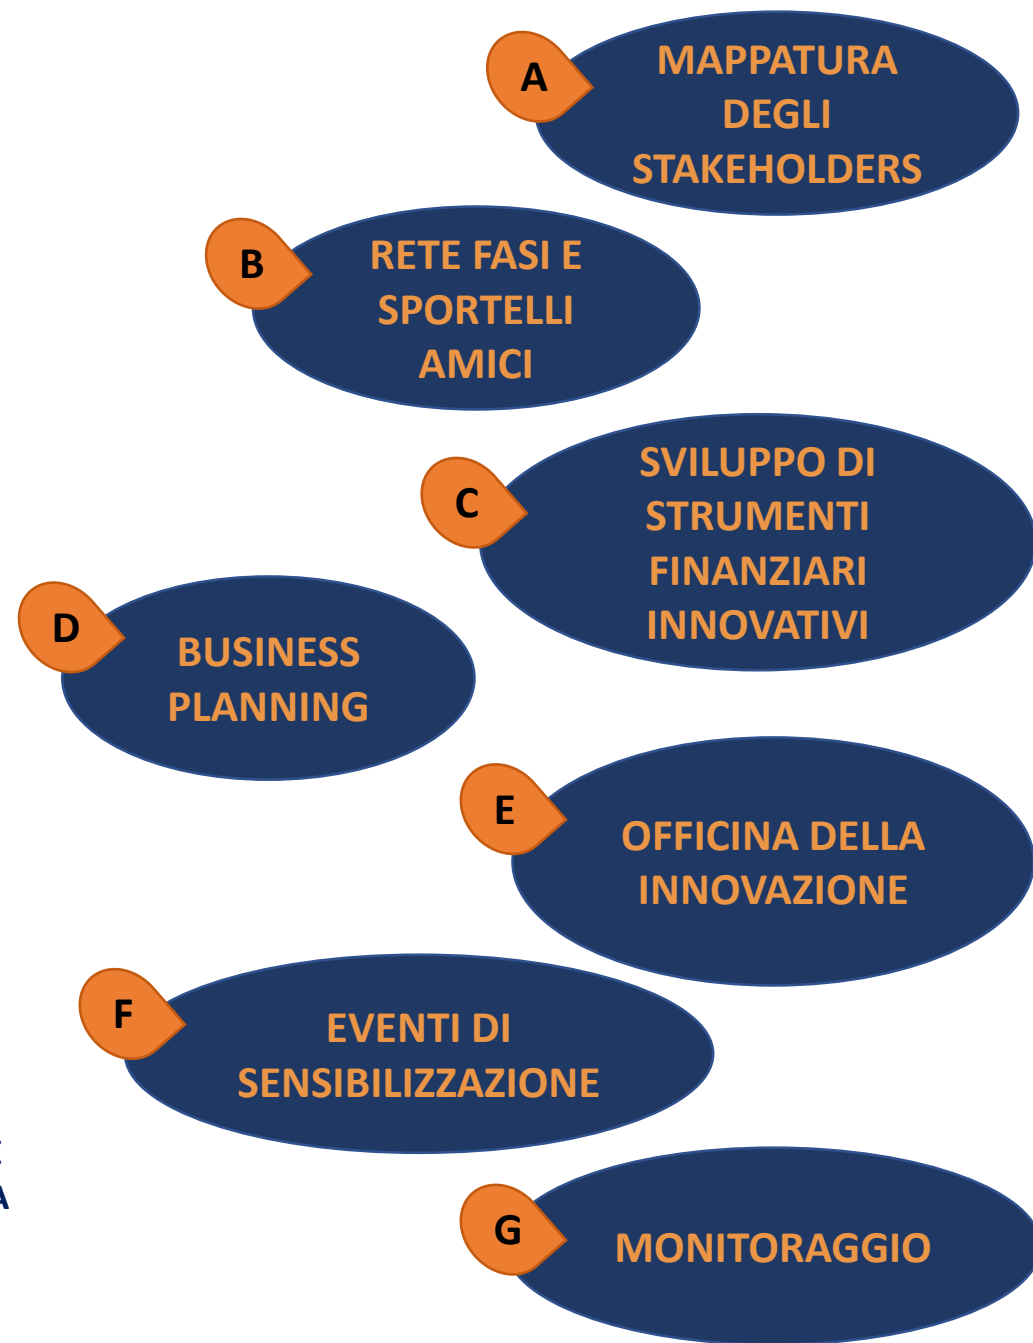 A
MAPPATURA
DEGLI
STAKEHOLDERS
B
RETE FASI E
SPORTELLI
AMICI
C
SVILUPPO DI
STRUMENTI
FINANZIARI
INNOVATIVI
D
BUSINESS
PLANNING
E
OFFICINA DELLA
INNOVAZIONE
F
EVENTI DI
SENSIBILIZZAZIONE
G
MONITORAGGIO